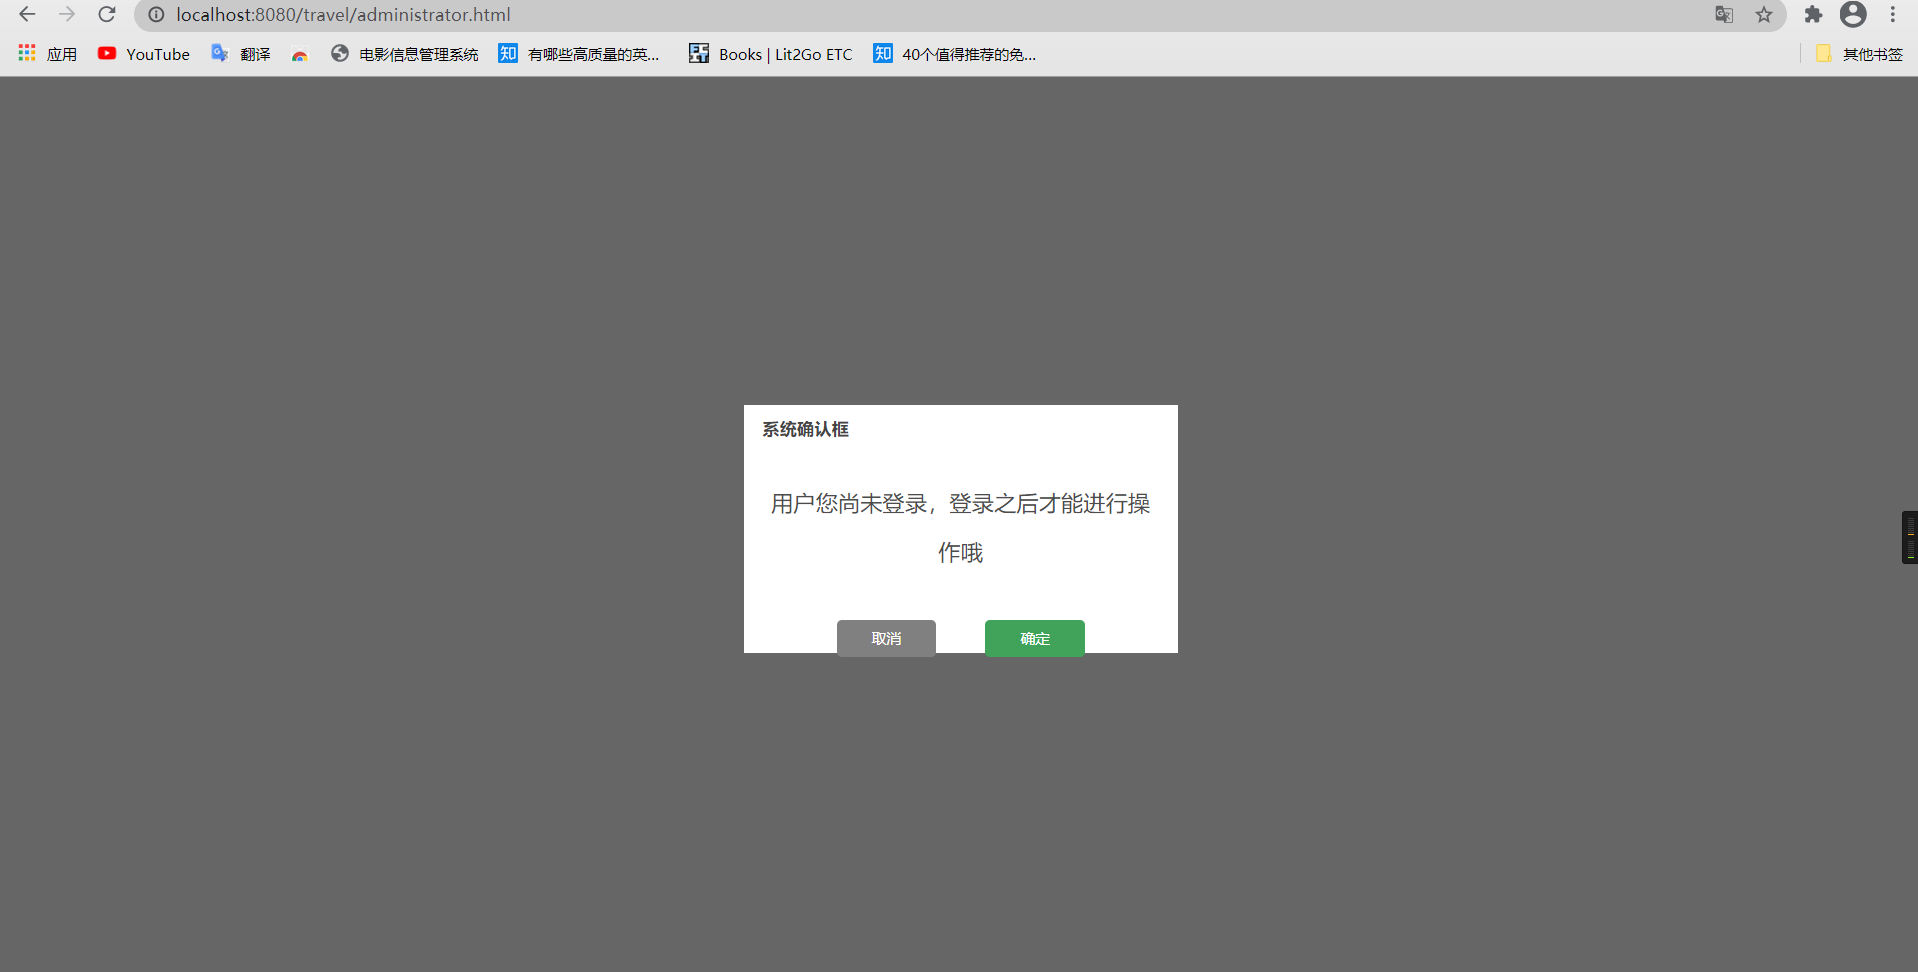 localhost:8080/travel/administrator.html
应用 YouTube 翻译 电影信息管理系统 知 有哪些高质量的英... Books | Lit2Go ETC 知 40个值得推荐的免... 其他书签
系统确认框
用户您尚未登录，登录之后才能进行操
作哦
取消 确定